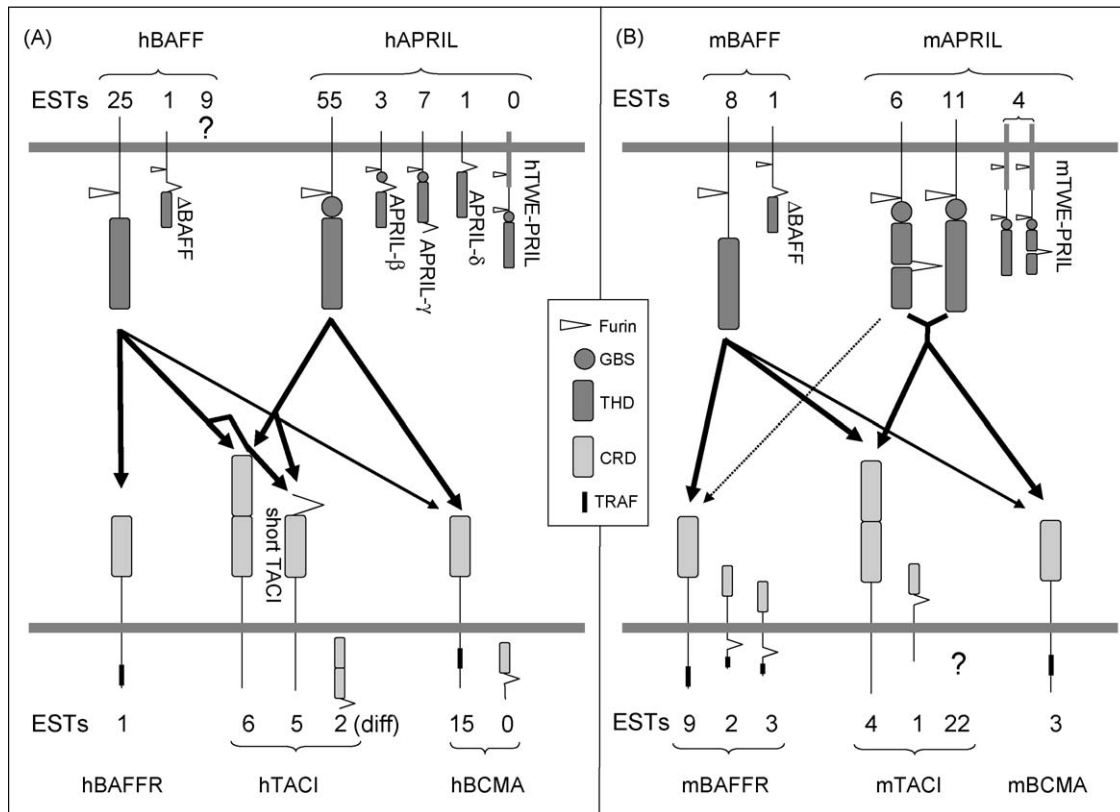 (A)
hBAFF
hAPRIL
ESTs 25 1 9 55 3 7 1 0
?
ΔBAFF
APRIL-β
APRIL-γ
APRIL-δ
hTWE-PRIL
short TACI
ESTs 1 6 5 2 (diff) 15 0
hBAFFR
hTACI
hBCMA
Furin
GBS
THD
CRD
TRAF
(B)
mBAFF
mAPRIL
ESTs 8 1 6 11 4
ΔBAFF
mTWE-PRIL
?
ESTs 9 2 3 4 1 22 3
mBAFFR
mTACI
mBCMA